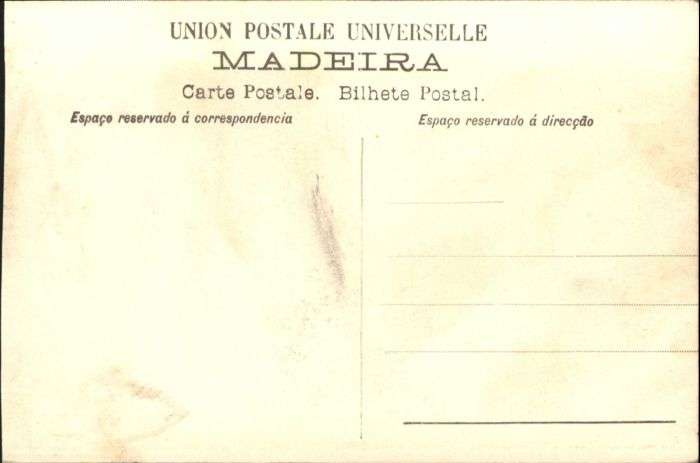 UNION POSTALE UNIVERSELLE
MADEIRA
Carte Postale. Bilhete Postal.
Espaço reservado á correspondencia
Espaço reservado á direcção